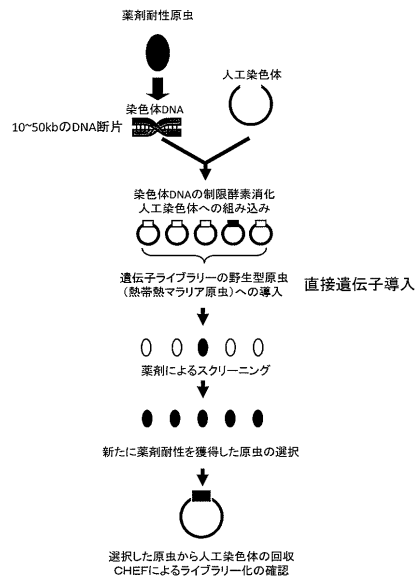 薬剤耐性原虫
人工染色体
染色体DNA
10~50kbのDNA断片
染色体DNAの制限酵素消化
人工染色体への組み込み
遺伝子ライブラリーの野生型原虫
(熱帯熱マラリア原虫)への導入
直接遺伝子導入
薬剤によるスクリーニング
新たに薬剤耐性を獲得した原虫の選択
選択した原虫から人工染色体の回収
CHEFによるライブラリー化の確認